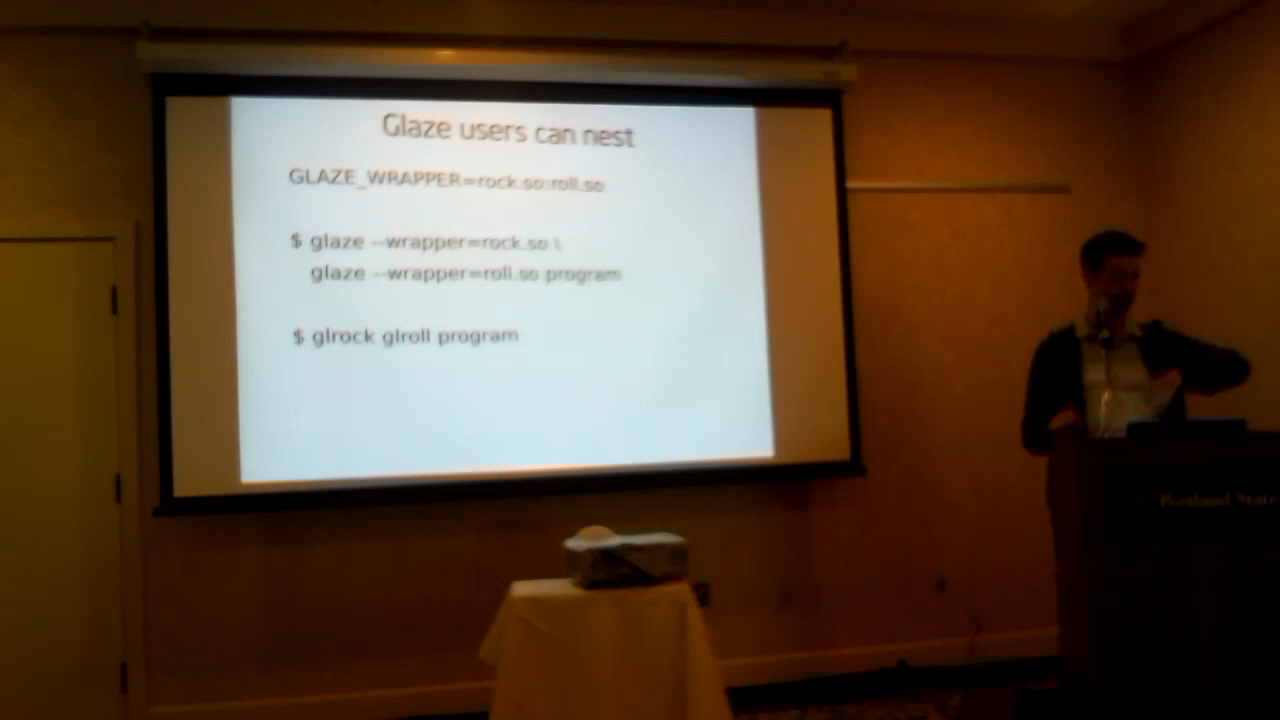 Glaze users can nest
GLAZE_WRAPPER=rock.so:roll.so
$ glaze --wrapper=rock.so \
glaze --wrapper=roll.so program
$ glrock glroll program
Portland State